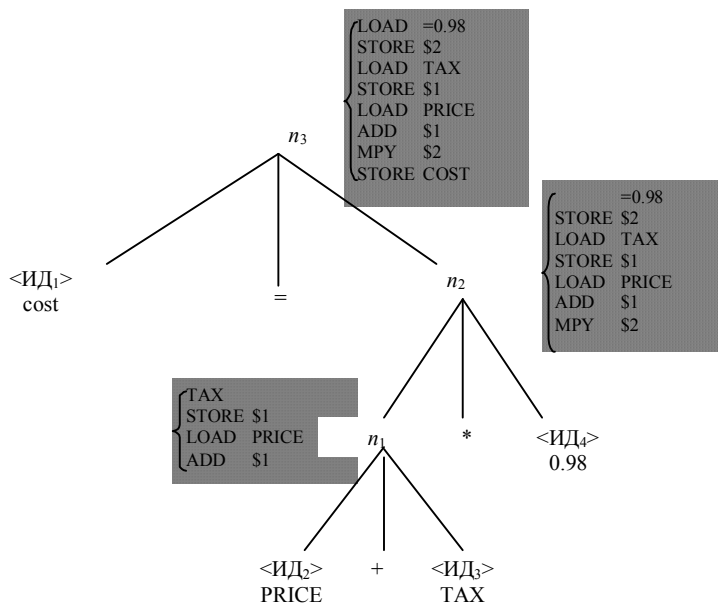 LOAD =0.98
STORE $2
LOAD TAX
STORE $1
LOAD PRICE
ADD $1
MPY $2
STORE COST
n3
=0.98
STORE $2
LOAD TAX
STORE $1
LOAD PRICE
ADD $1
MPY $2
<ИД1>
cost
=
n2
TAX
STORE $1
LOAD PRICE
ADD $1
n1
*
<ИД4>
0.98
<ИД2>
PRICE
+
<ИД3>
TAX